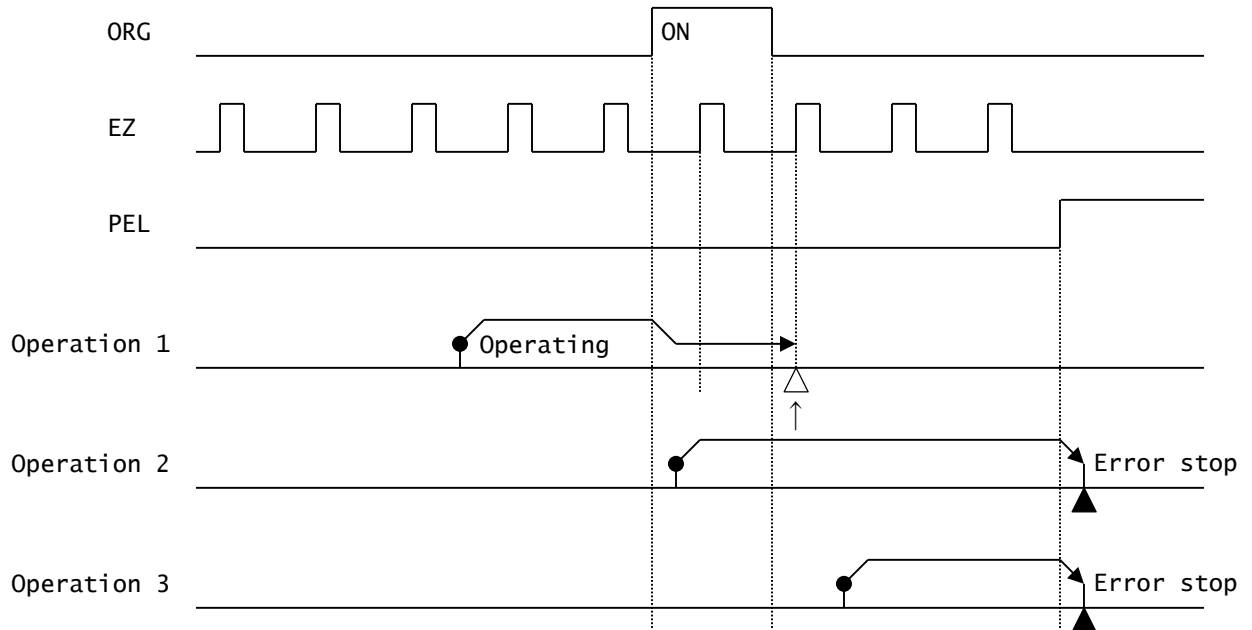 ORG
ON
EZ
PEL
Operation 1
Operating
↑
Operation 2
Error stop
Operation 3
Error stop